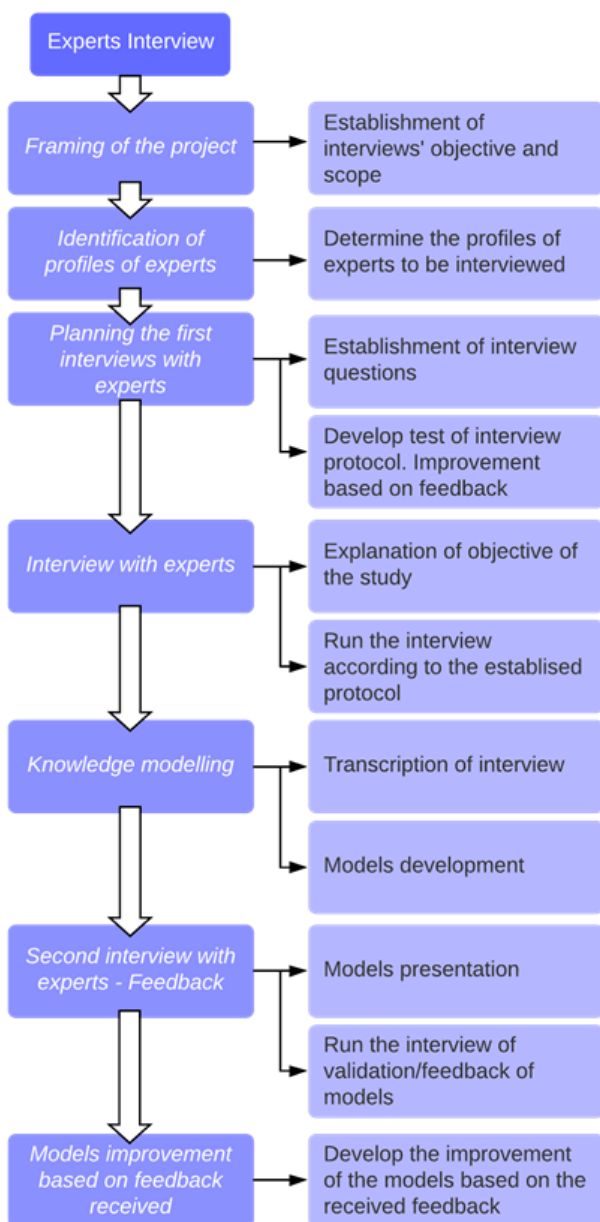 Experts Interview
Framing of the project
Establishment of
interviews' objective and
scope
Identification of
profiles of experts
Determine the profiles of
experts to be interviewed
Planning the first
interviews with
experts
Establishment of interview
questions
Develop test of interview
protocol. Improvement
based on feedback
Interview with experts
Explanation of objective of
the study
Run the interview
according to the establised
protocol
Knowledge modelling
Transcription of interview
Models development
Second interview with
experts - Feedback
Models presentation
Run the interview of
validation/feedback of
models
Models improvement
based on feedback
received
Develop the improvement
of the models based on the
received feedback